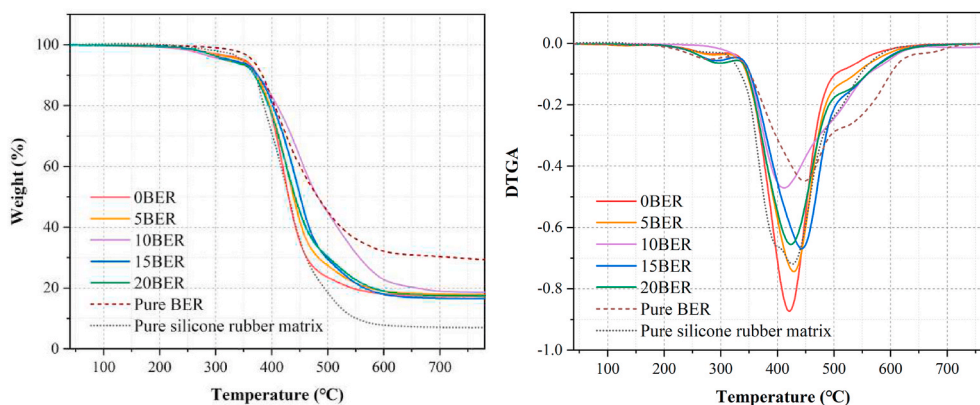 100
80
60
40
20
0
Weight (%)
0BER
5BER
10BER
15BER
20BER
Pure BER
Pure silicone rubber matrix
100 200 300 400 500 600 700
Temperature (℃)
0.0
-0.2
-0.4
-0.6
-0.8
-1.0
DTGA
0BER
5BER
10BER
15BER
20BER
Pure BER
Pure silicone rubber matrix
100 200 300 400 500 600 700
Temperature (℃)